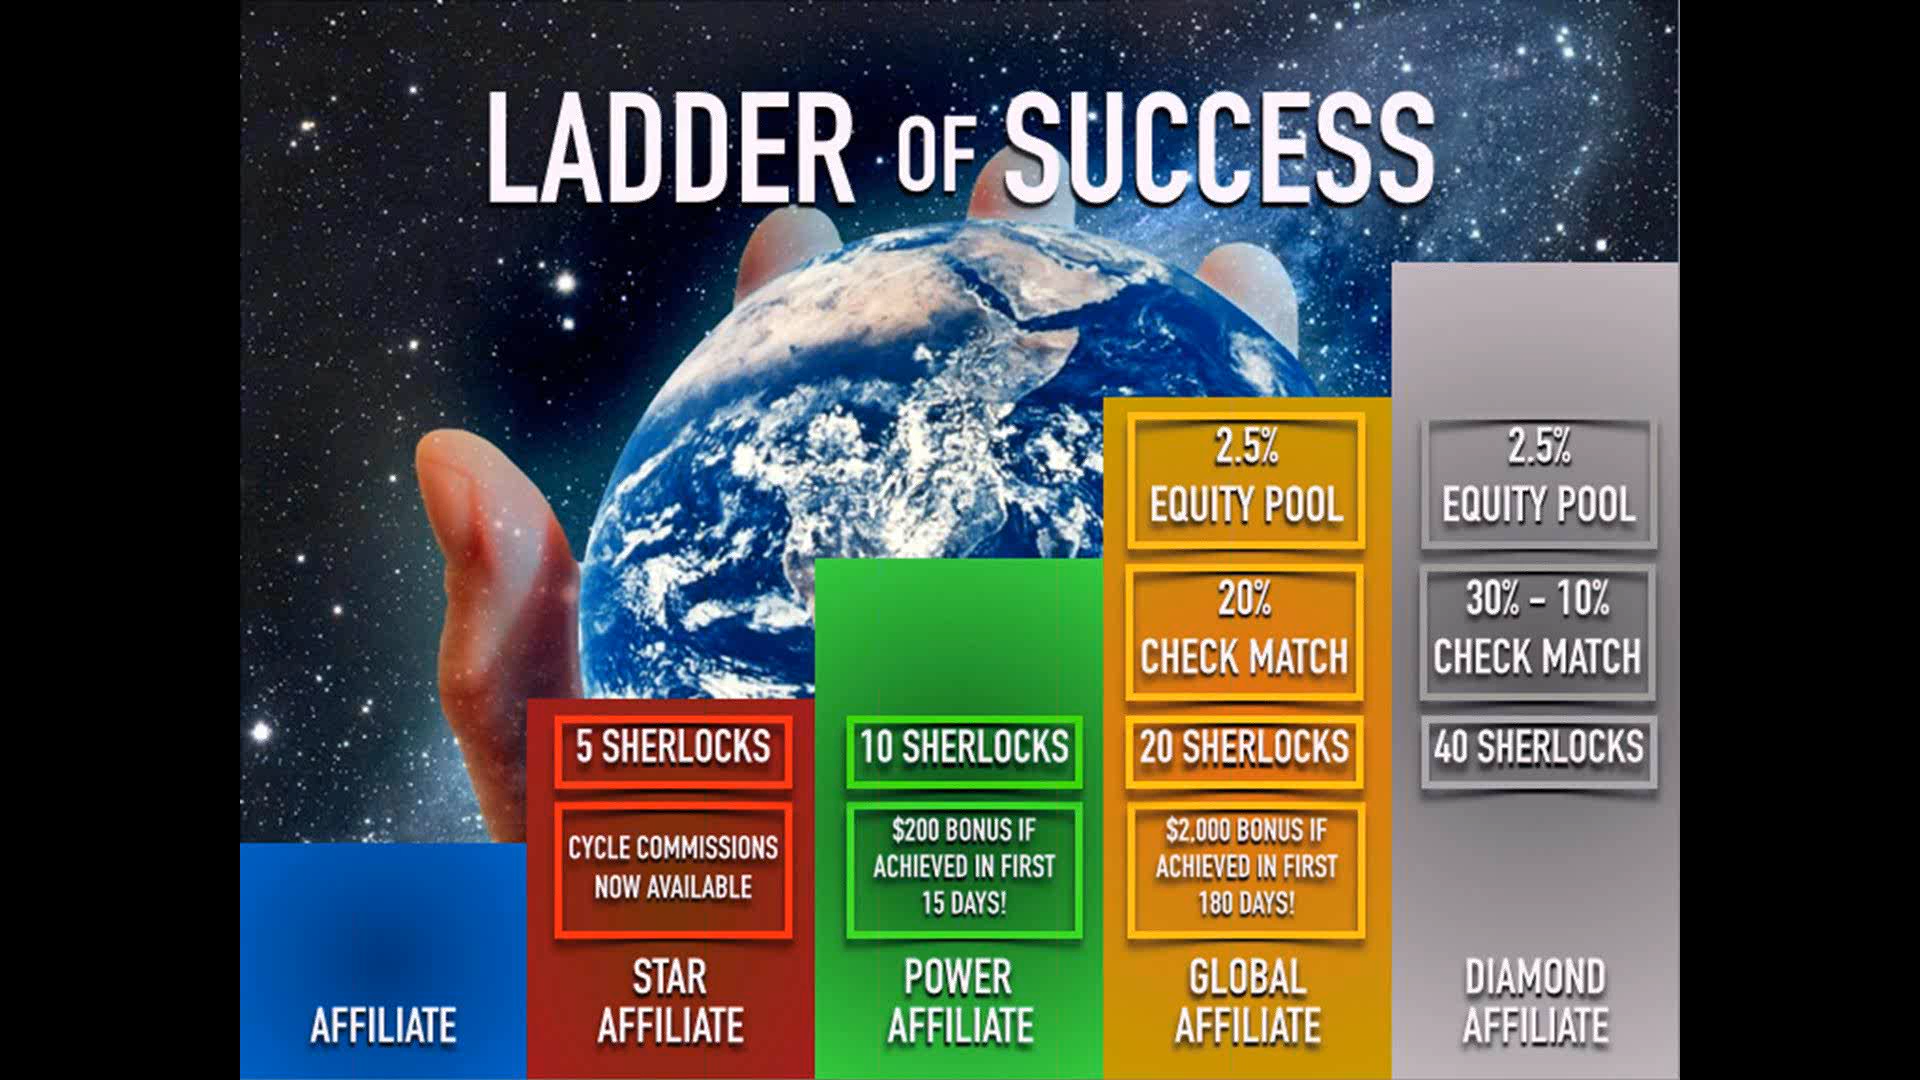 LADDER OF SUCCESS
AFFILIATE
5 SHERLOCKS
CYCLE COMMISSIONS
NOW AVAILABLE
STAR
AFFILIATE
10 SHERLOCKS
$200 BONUS IF
ACHIEVED IN FIRST
15 DAYS!
POWER
AFFILIATE
2.5%
EQUITY POOL
20%
CHECK MATCH
20 SHERLOCKS
$2,000 BONUS IF
ACHIEVED IN FIRST
180 DAYS!
GLOBAL
AFFILIATE
2.5%
EQUITY POOL
30% - 10%
CHECK MATCH
40 SHERLOCKS
DIAMOND
AFFILIATE